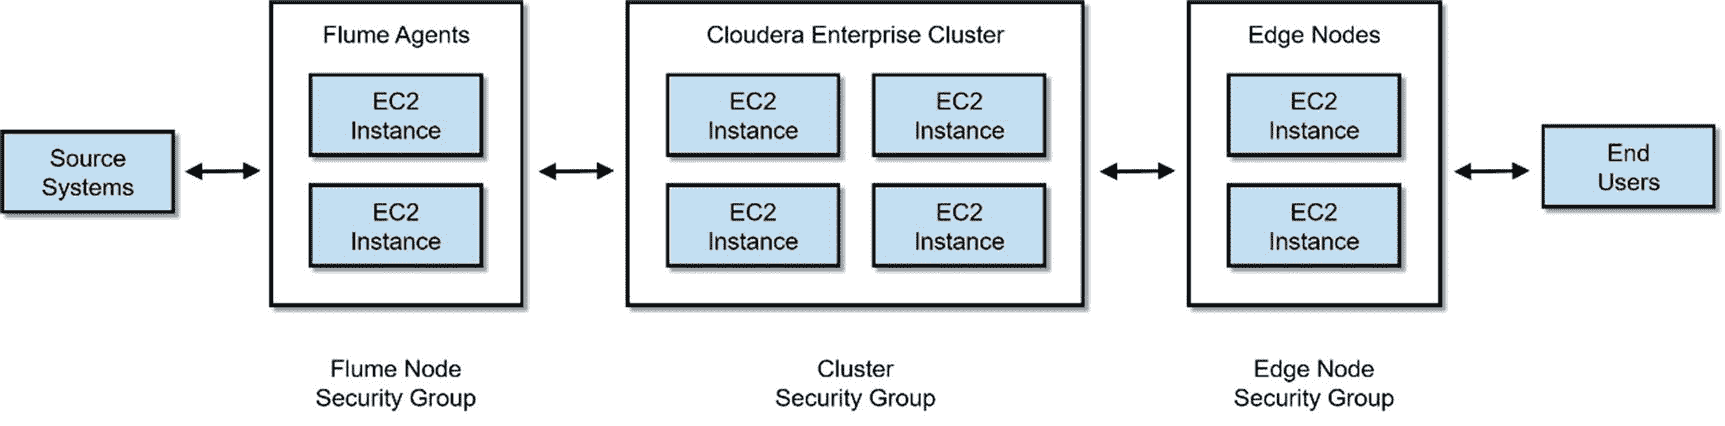 Flume Agents
EC2
Instance
EC2
Instance
Cloudera Enterprise Cluster
EC2
Instance
EC2
Instance
EC2
Instance
EC2
Instance
Edge Nodes
EC2
Instance
EC2
Instance
Source
Systems
End
Users
Flume Node
Security Group
Cluster
Security Group
Edge Node
Security Group